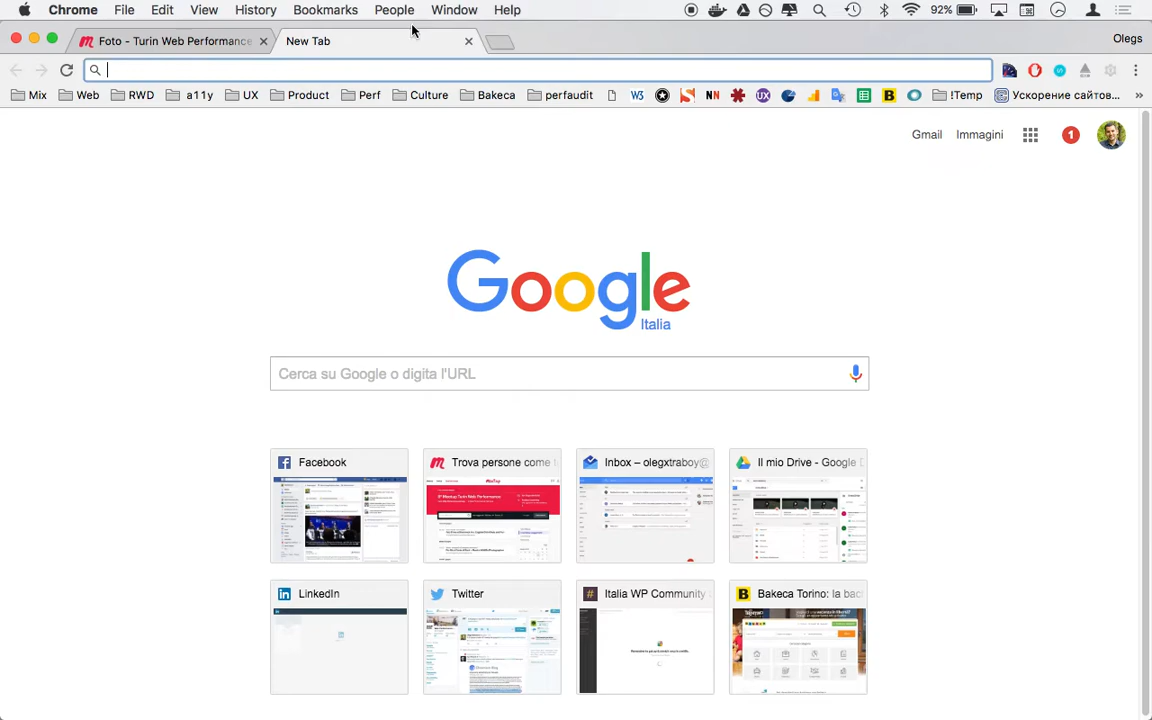 Chrome File Edit View History Bookmarks People Window Help 92%
Foto - Turin Web Performance New Tab Olegs
Mix Web RWD a11y UX Product Perf Culture Bakeca perfaudit W3 NN UX B !Temp Ускорение сайтов... »
Gmail Immagini 1
Google
Italia
Cerca su Google o digita l'URL
Facebook Trova persone come Inbox – olegxtraboy@ Il mio Drive - Google
LinkedIn Twitter Italia WP Community B Bakeca Torino: la bac